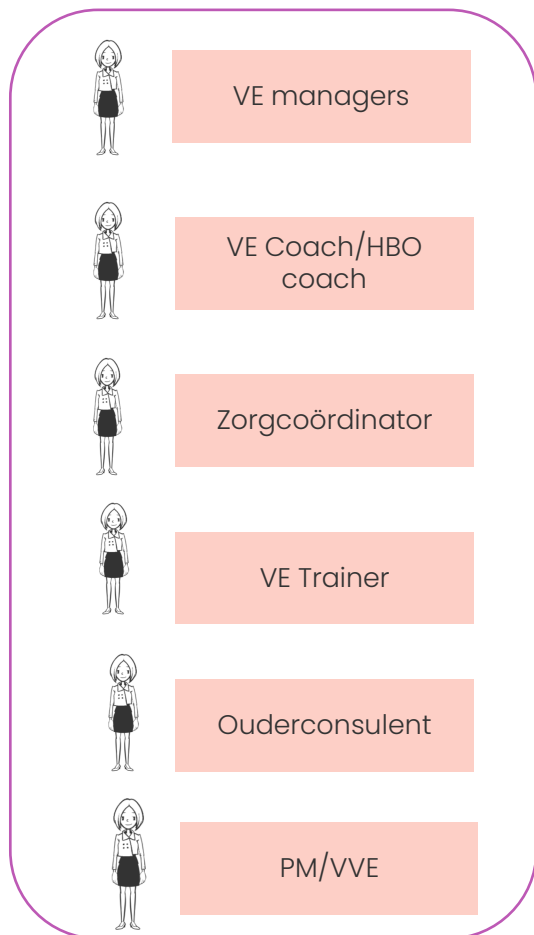 VE managers
VE Coach/HBO
coach
Zorgcoördinator
VE Trainer
Ouderconsulent
PM/VVE